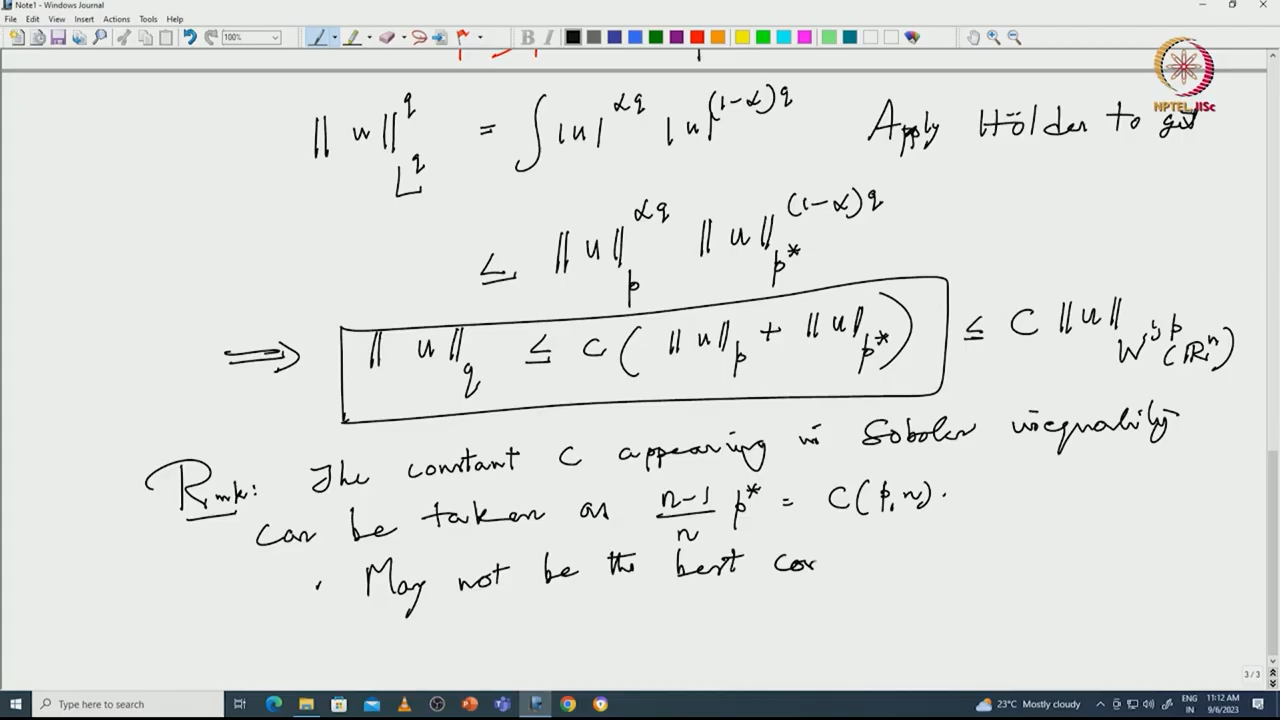 Note1 - Windows Journal
File Edit View Insert Actions Tools Help
100%
NPTEL, IISc
‖u‖_{L^q}^q = ∫|u|^{αq} |u|^{(1-α)q} Apply Hölder to get
≤ ‖u‖_p^{αq} ‖u‖_{p*}^{(1-α)q}
⟹ ‖u‖_q ≤ C(‖u‖_p + ‖u‖_{p*}) ≤ C‖u‖_{W^{1,p}(ℝ^n)}
Rmk: The constant C appearing in Sobolev inequality
can be taken as \frac{n-1}{n} p* = C(p,n).
. May not be the best con
3/3
Type here to search
23°C Mostly cloudy
ENG
IN
11:12 AM
9/6/2023